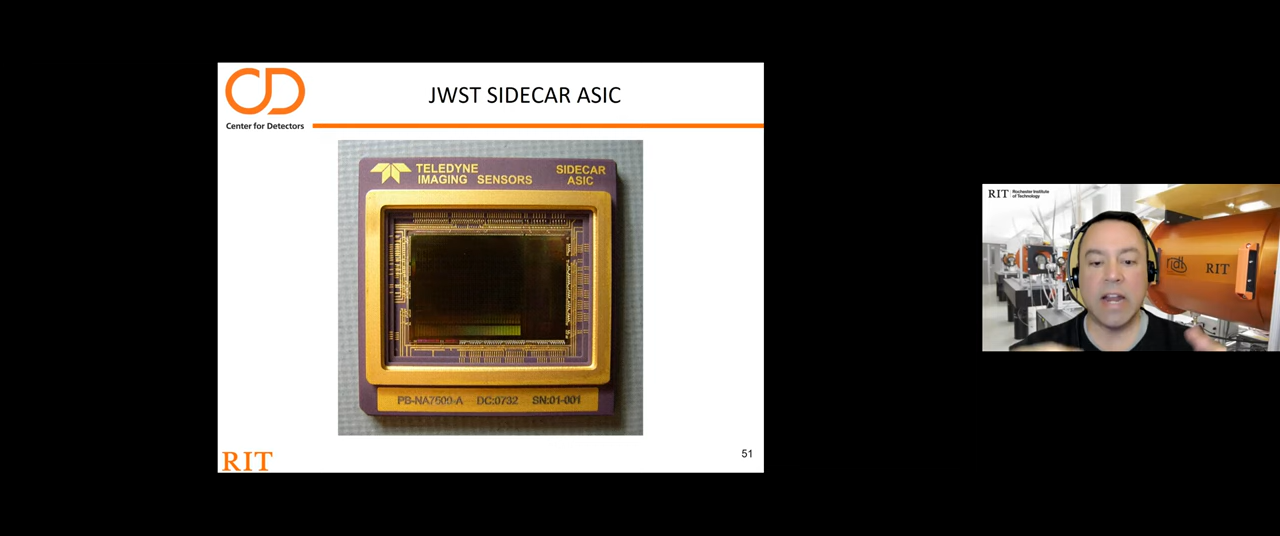 Center for Detectors
JWST SIDECAR ASIC
TELEDYNE
IMAGING SENSORS
SIDECAR
ASIC
PB-NA7600-A DC:0732 SN:01-001
RIT
51
RIT Rochester Institute
of Technology
RIT